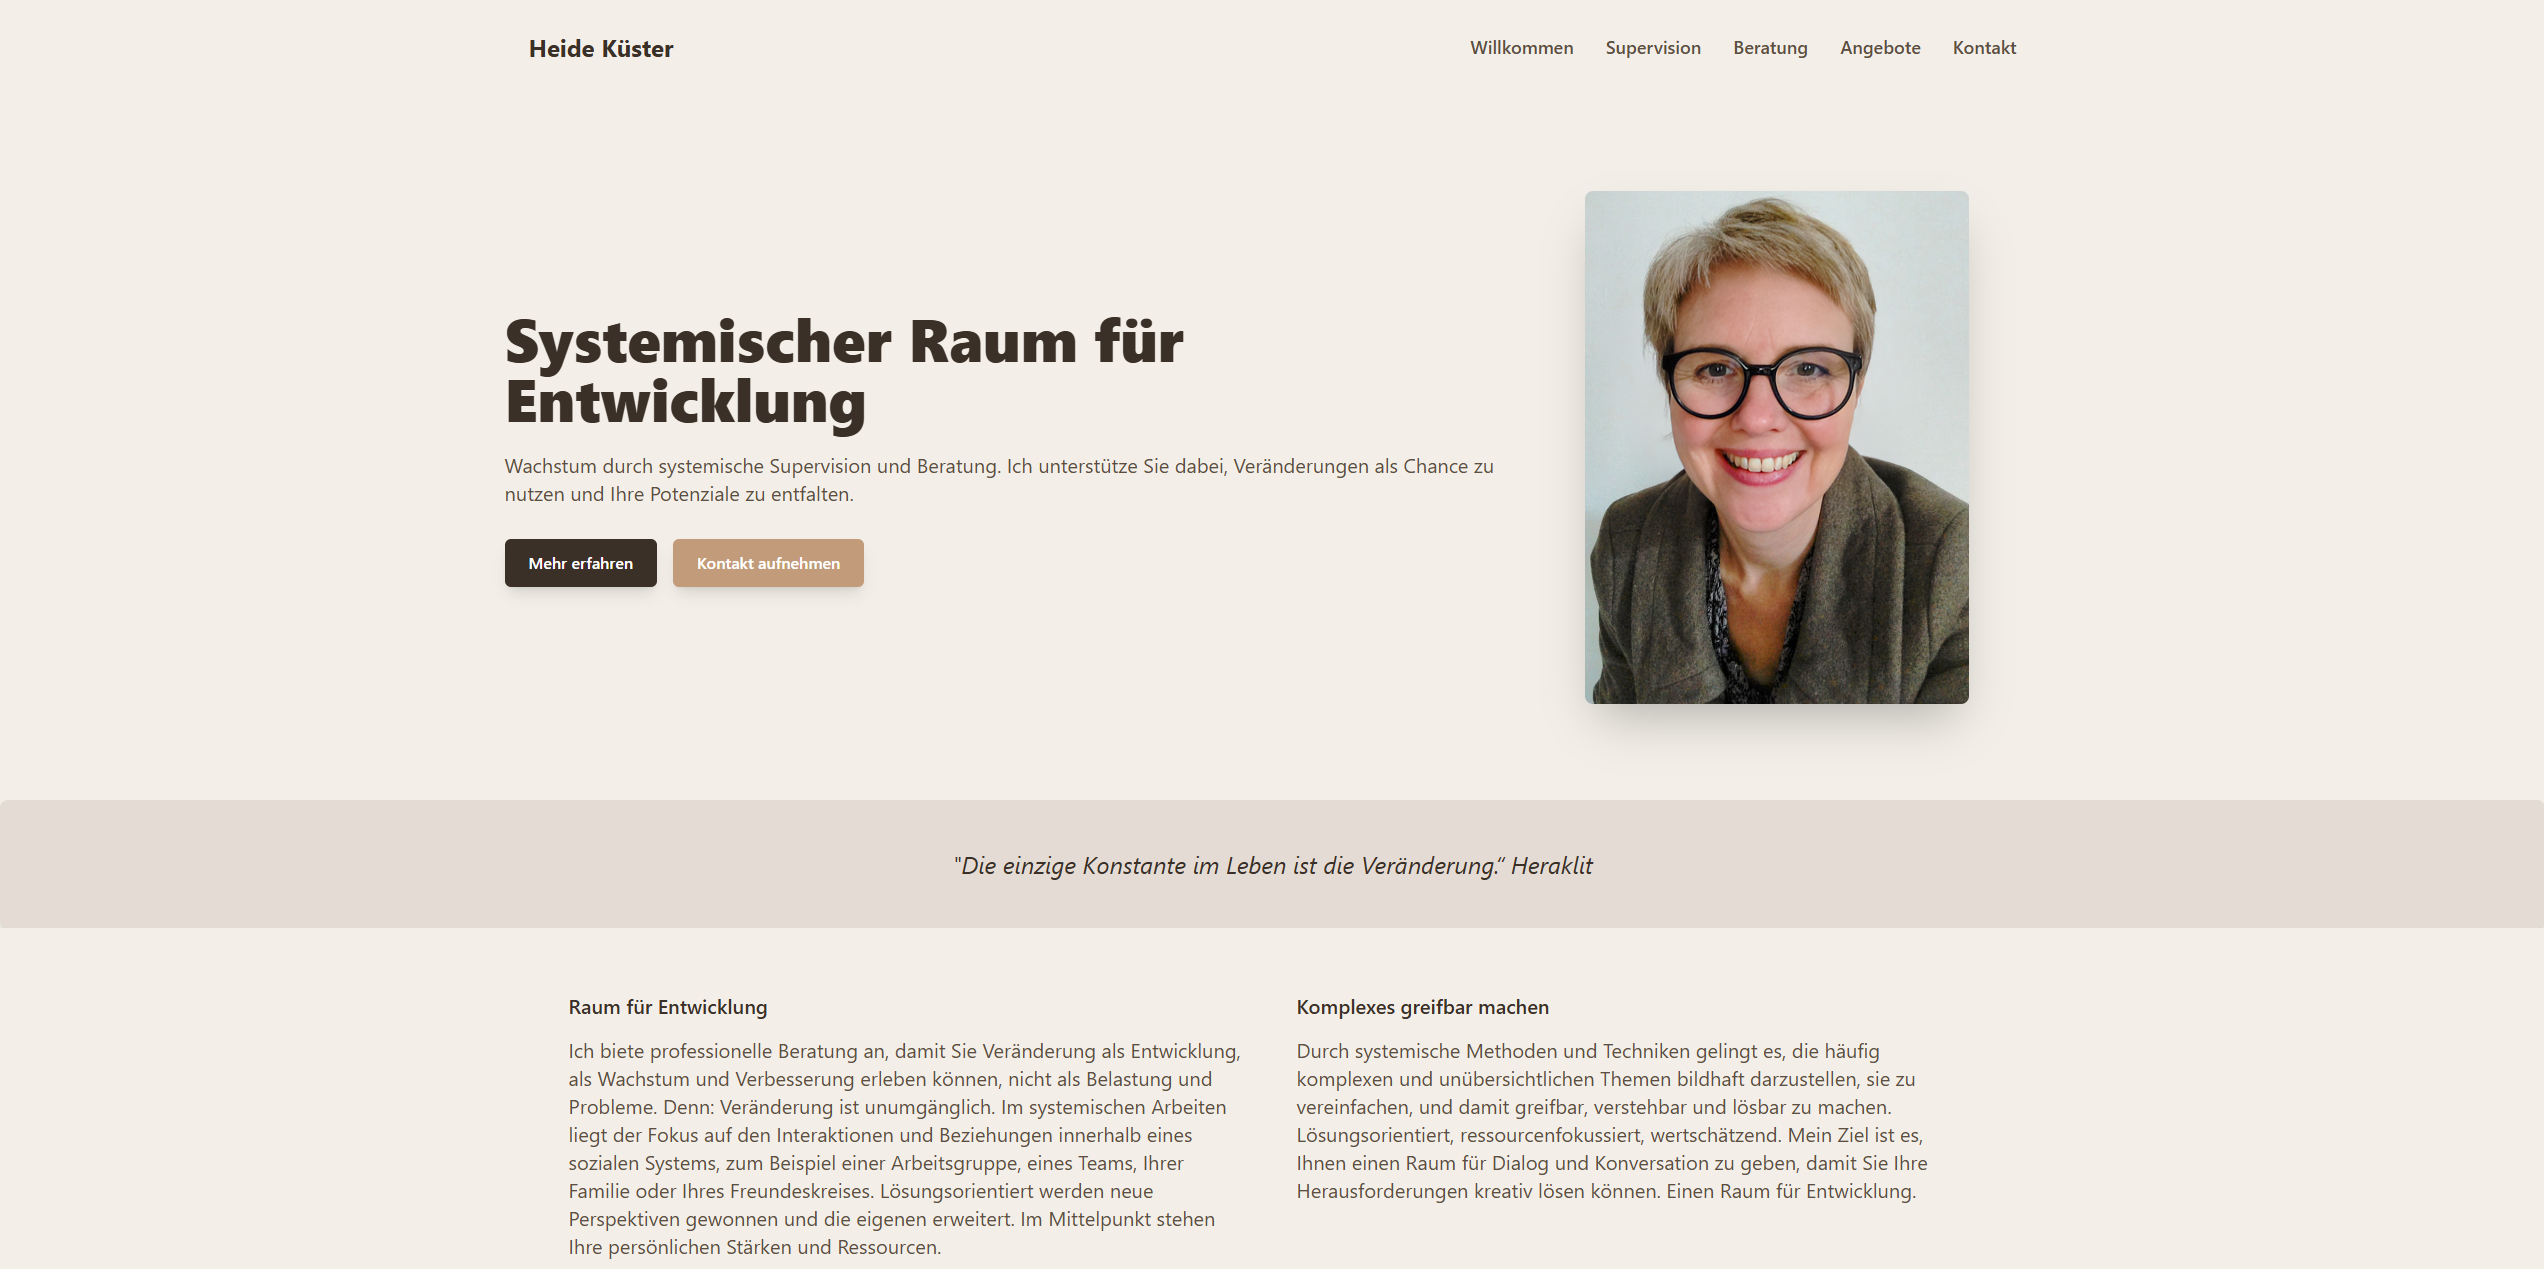 Heide Küster
Willkommen
Supervision
Beratung
Angebote
Kontakt
Systemischer Raum für
Entwicklung
Wachstum durch systemische Supervision und Beratung. Ich unterstütze Sie dabei, Veränderungen als Chance zu
nutzen und Ihre Potenziale zu entfalten.
Mehr erfahren
Kontakt aufnehmen
"Die einzige Konstante im Leben ist die Veränderung.“ Heraklit
Raum für Entwicklung
Ich biete professionelle Beratung an, damit Sie Veränderung als Entwicklung,
als Wachstum und Verbesserung erleben können, nicht als Belastung und
Probleme. Denn: Veränderung ist unumgänglich. Im systemischen Arbeiten
liegt der Fokus auf den Interaktionen und Beziehungen innerhalb eines
sozialen Systems, zum Beispiel einer Arbeitsgruppe, eines Teams, Ihrer
Familie oder Ihres Freundeskreises. Lösungsorientiert werden neue
Perspektiven gewonnen und die eigenen erweitert. Im Mittelpunkt stehen
Ihre persönlichen Stärken und Ressourcen.
Komplexes greifbar machen
Durch systemische Methoden und Techniken gelingt es, die häufig
komplexen und unübersichtlichen Themen bildhaft darzustellen, sie zu
vereinfachen, und damit greifbar, verstehbar und lösbar zu machen.
Lösungsorientiert, ressourcenfokussiert, wertschätzend. Mein Ziel ist es,
Ihnen einen Raum für Dialog und Konversation zu geben, damit Sie Ihre
Herausforderungen kreativ lösen können. Einen Raum für Entwicklung.